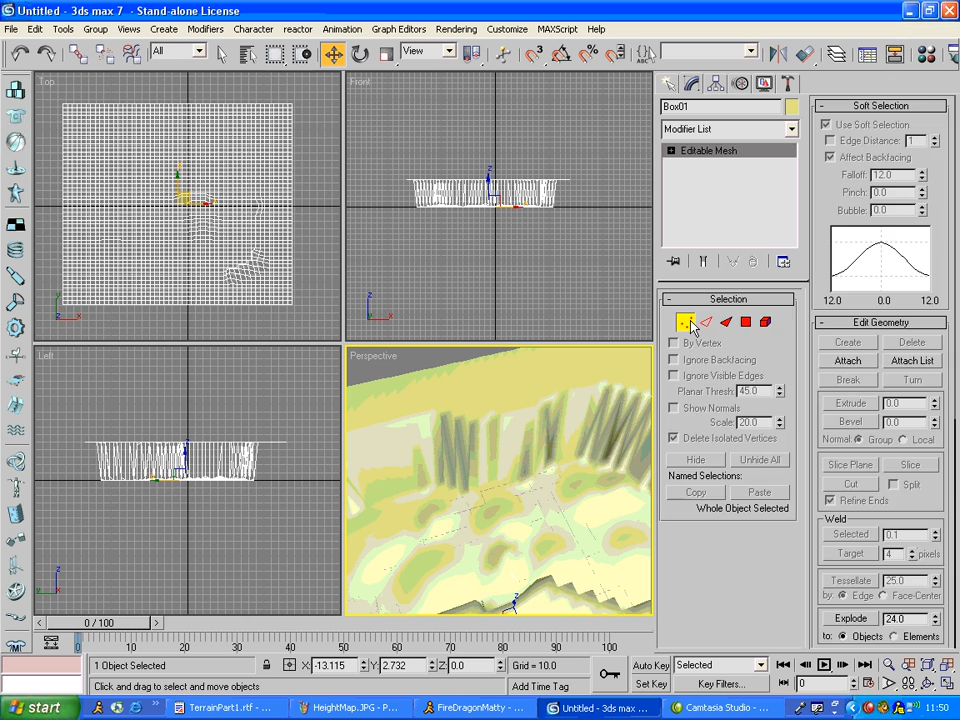 Untitled - 3ds max 7 - Stand-alone License
File Edit Tools Group Views Create Modifiers Character reactor Animation Graph Editors Rendering Customize MAXScript Help
All View
Top
Front
Left
Perspective
Box01
Modifier List
Editable Mesh
Selection
By Vertex
Ignore Backfacing
Ignore Visible Edges
Planar Thresh: 45.0
Show Normals
Scale: 20.0
Delete Isolated Vertices
Hide Unhide All
Named Selections:
Copy Paste
Whole Object Selected
Soft Selection
Use Soft Selection
Edge Distance: 1
Affect Backfacing
Falloff: 12.0
Pinch: 0.0
Bubble: 0.0
12.0 0.0 12.0
Edit Geometry
Create Delete
Attach Attach List
Break Turn
Extrude 0.0
Bevel 0.0
Normal: Group Local
Slice Plane Slice
Cut Split
Refine Ends
Weld
Selected 0.1
Target 4 pixels
Tessellate 25.0
by: Edge Face-Center
Explode 24.0
to: Objects Elements
< 0 / 100 >
0 10 20 30 40 50 60 70 80 90 100
1 Object Selected X: -13.115 Y: 2.732 Z: 0.0 Grid = 10.0
Auto Key Selected
Click and drag to select and move objects Add Time Tag
Set Key Key Filters... 0
start TerrainPart1.rtf - ... HeightMap.JPG - P... FireDragonMatty - ... Untitled - 3ds max ... Camtasia Studio - ... 11:50